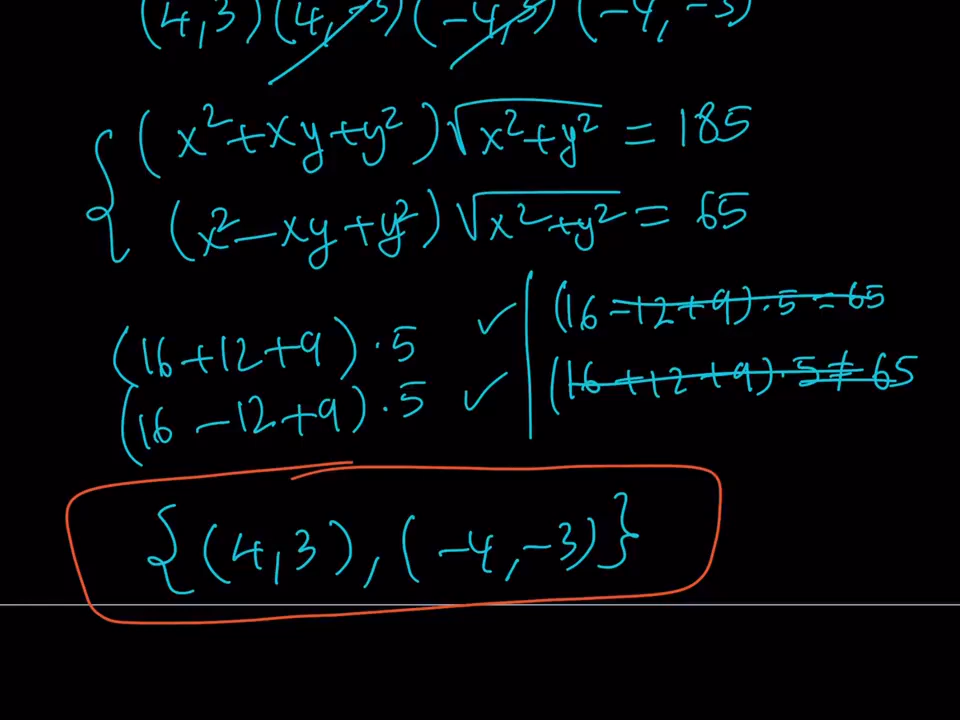 (4,3) (4,-3) (-4,3) (-4,-3)
{ (x²+xy+y²)√x²+y² = 185
(x²-xy+y²)√x²+y² = 65
(16+12+9)·5 ✓ | (16-12+9)·5=65
(16-12+9)·5 ✓ | (16+12+9)·5≠65
{(4,3),(-4,-3)}